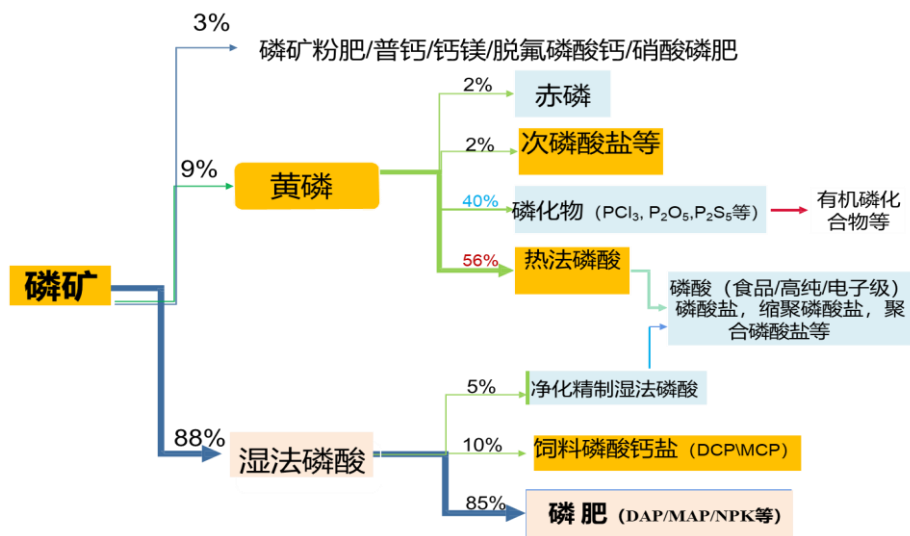 3%
磷矿粉肥/普钙/钙镁/脱氟磷酸钙/硝酸磷肥
2%
赤磷
9%
黄磷
2%
次磷酸盐等
40%
磷化物（PCl₃, P₂O₅,P₂S₅等）
有机磷化
合物等
56%
热法磷酸
磷矿
磷酸（食品/高纯/电子级）
磷酸盐，缩聚磷酸盐，聚
合磷酸盐等
5%
净化精制湿法磷酸
88%
湿法磷酸
10%
饲料磷酸钙盐（DCP\MCP）
85%
磷 肥（DAP/MAP/NPK等）